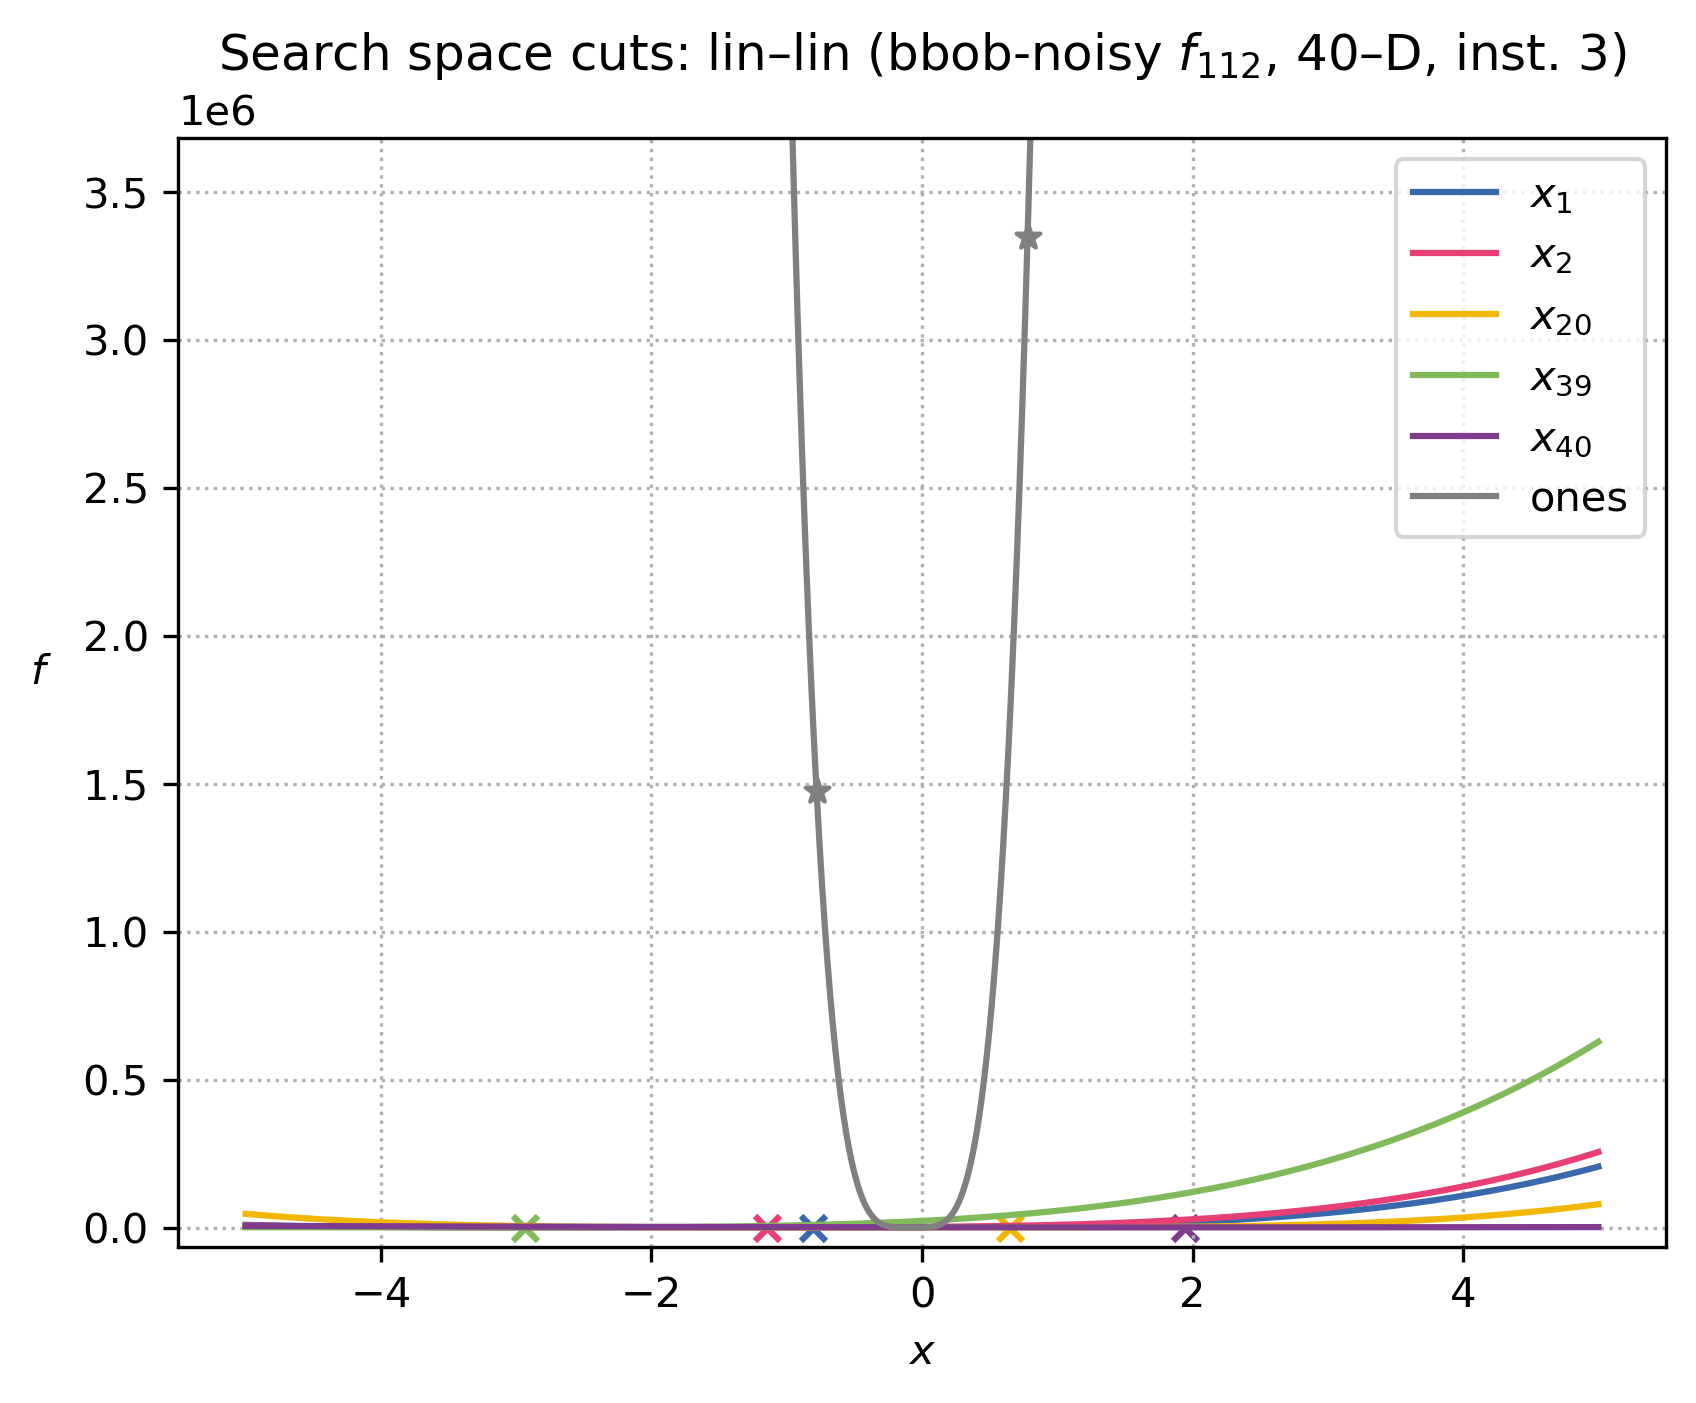 Search space cuts: lin–lin (bbob-noisy f₁₁₂, 40–D, inst. 3)
1e6
3.5
3.0
2.5
2.0
1.5
1.0
0.5
0.0
f
x₁
x₂
x₂₀
x₃₉
x₄₀
ones
−4 −2 0 2 4
x